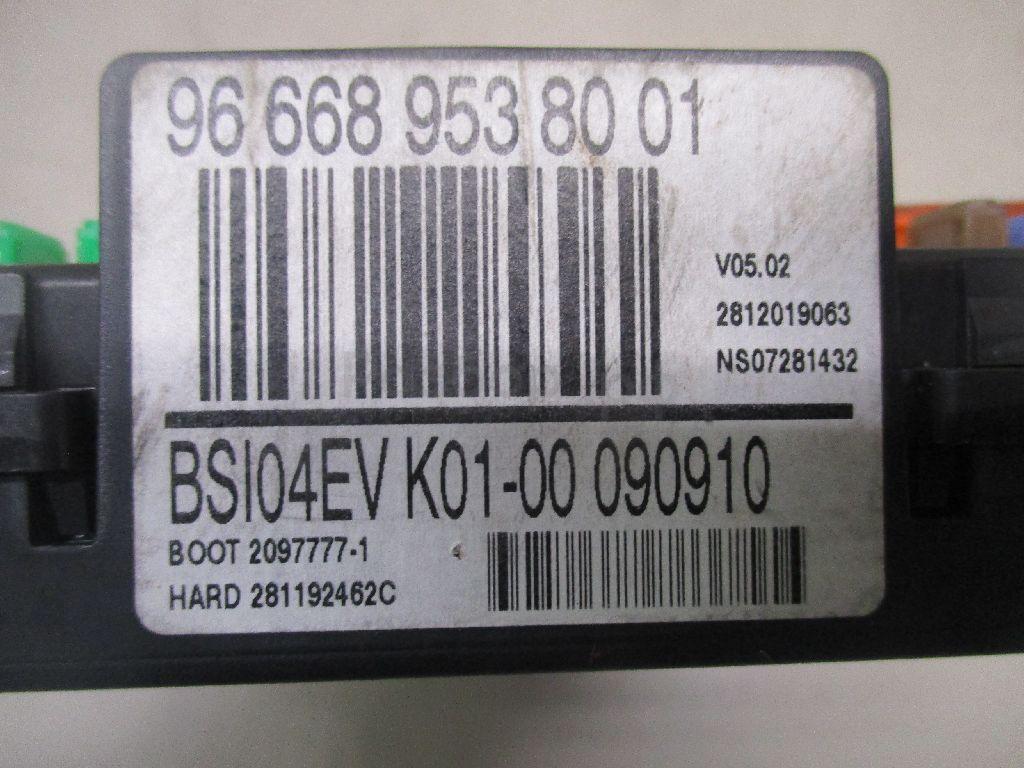 96 668 953 80 01
V05.02
2812019063
NS07281432
BSI04EV K01-00 090910
BOOT 2097777-1
HARD 281192462C